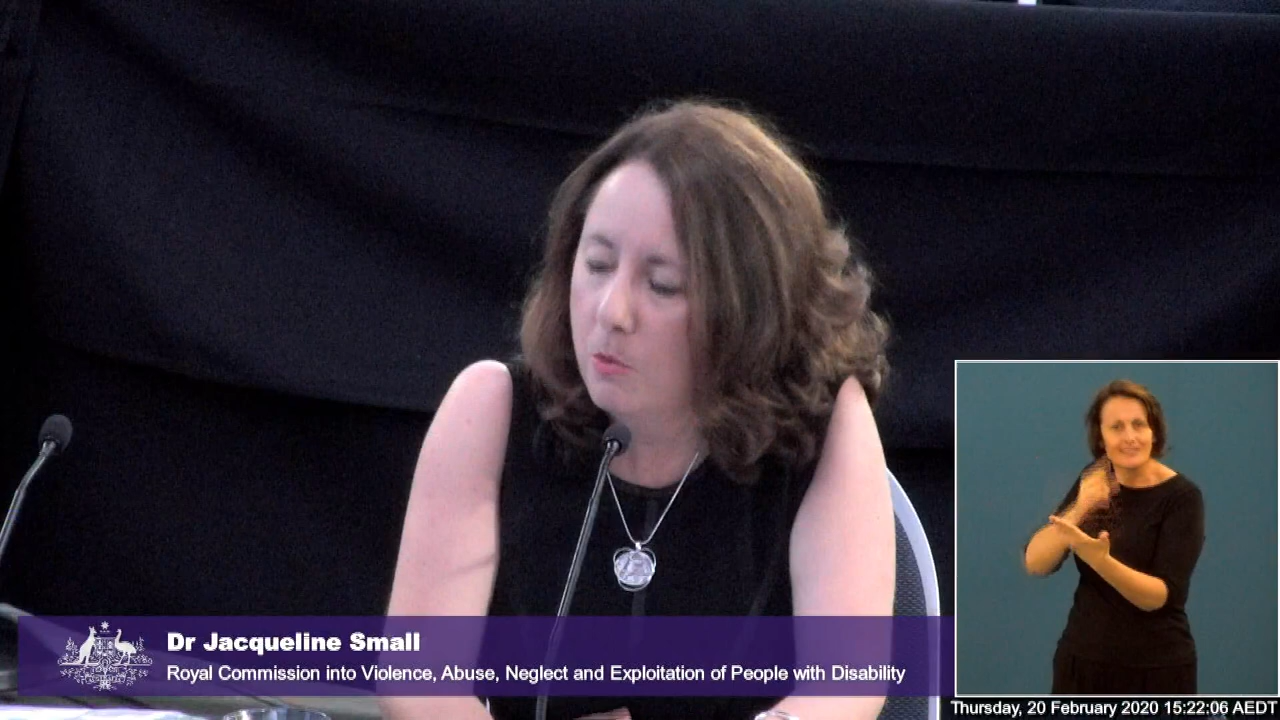 Dr Jacqueline Small
Royal Commission into Violence, Abuse, Neglect and Exploitation of People with Disability
Thursday, 20 February 2020 15:22:06 AEDT